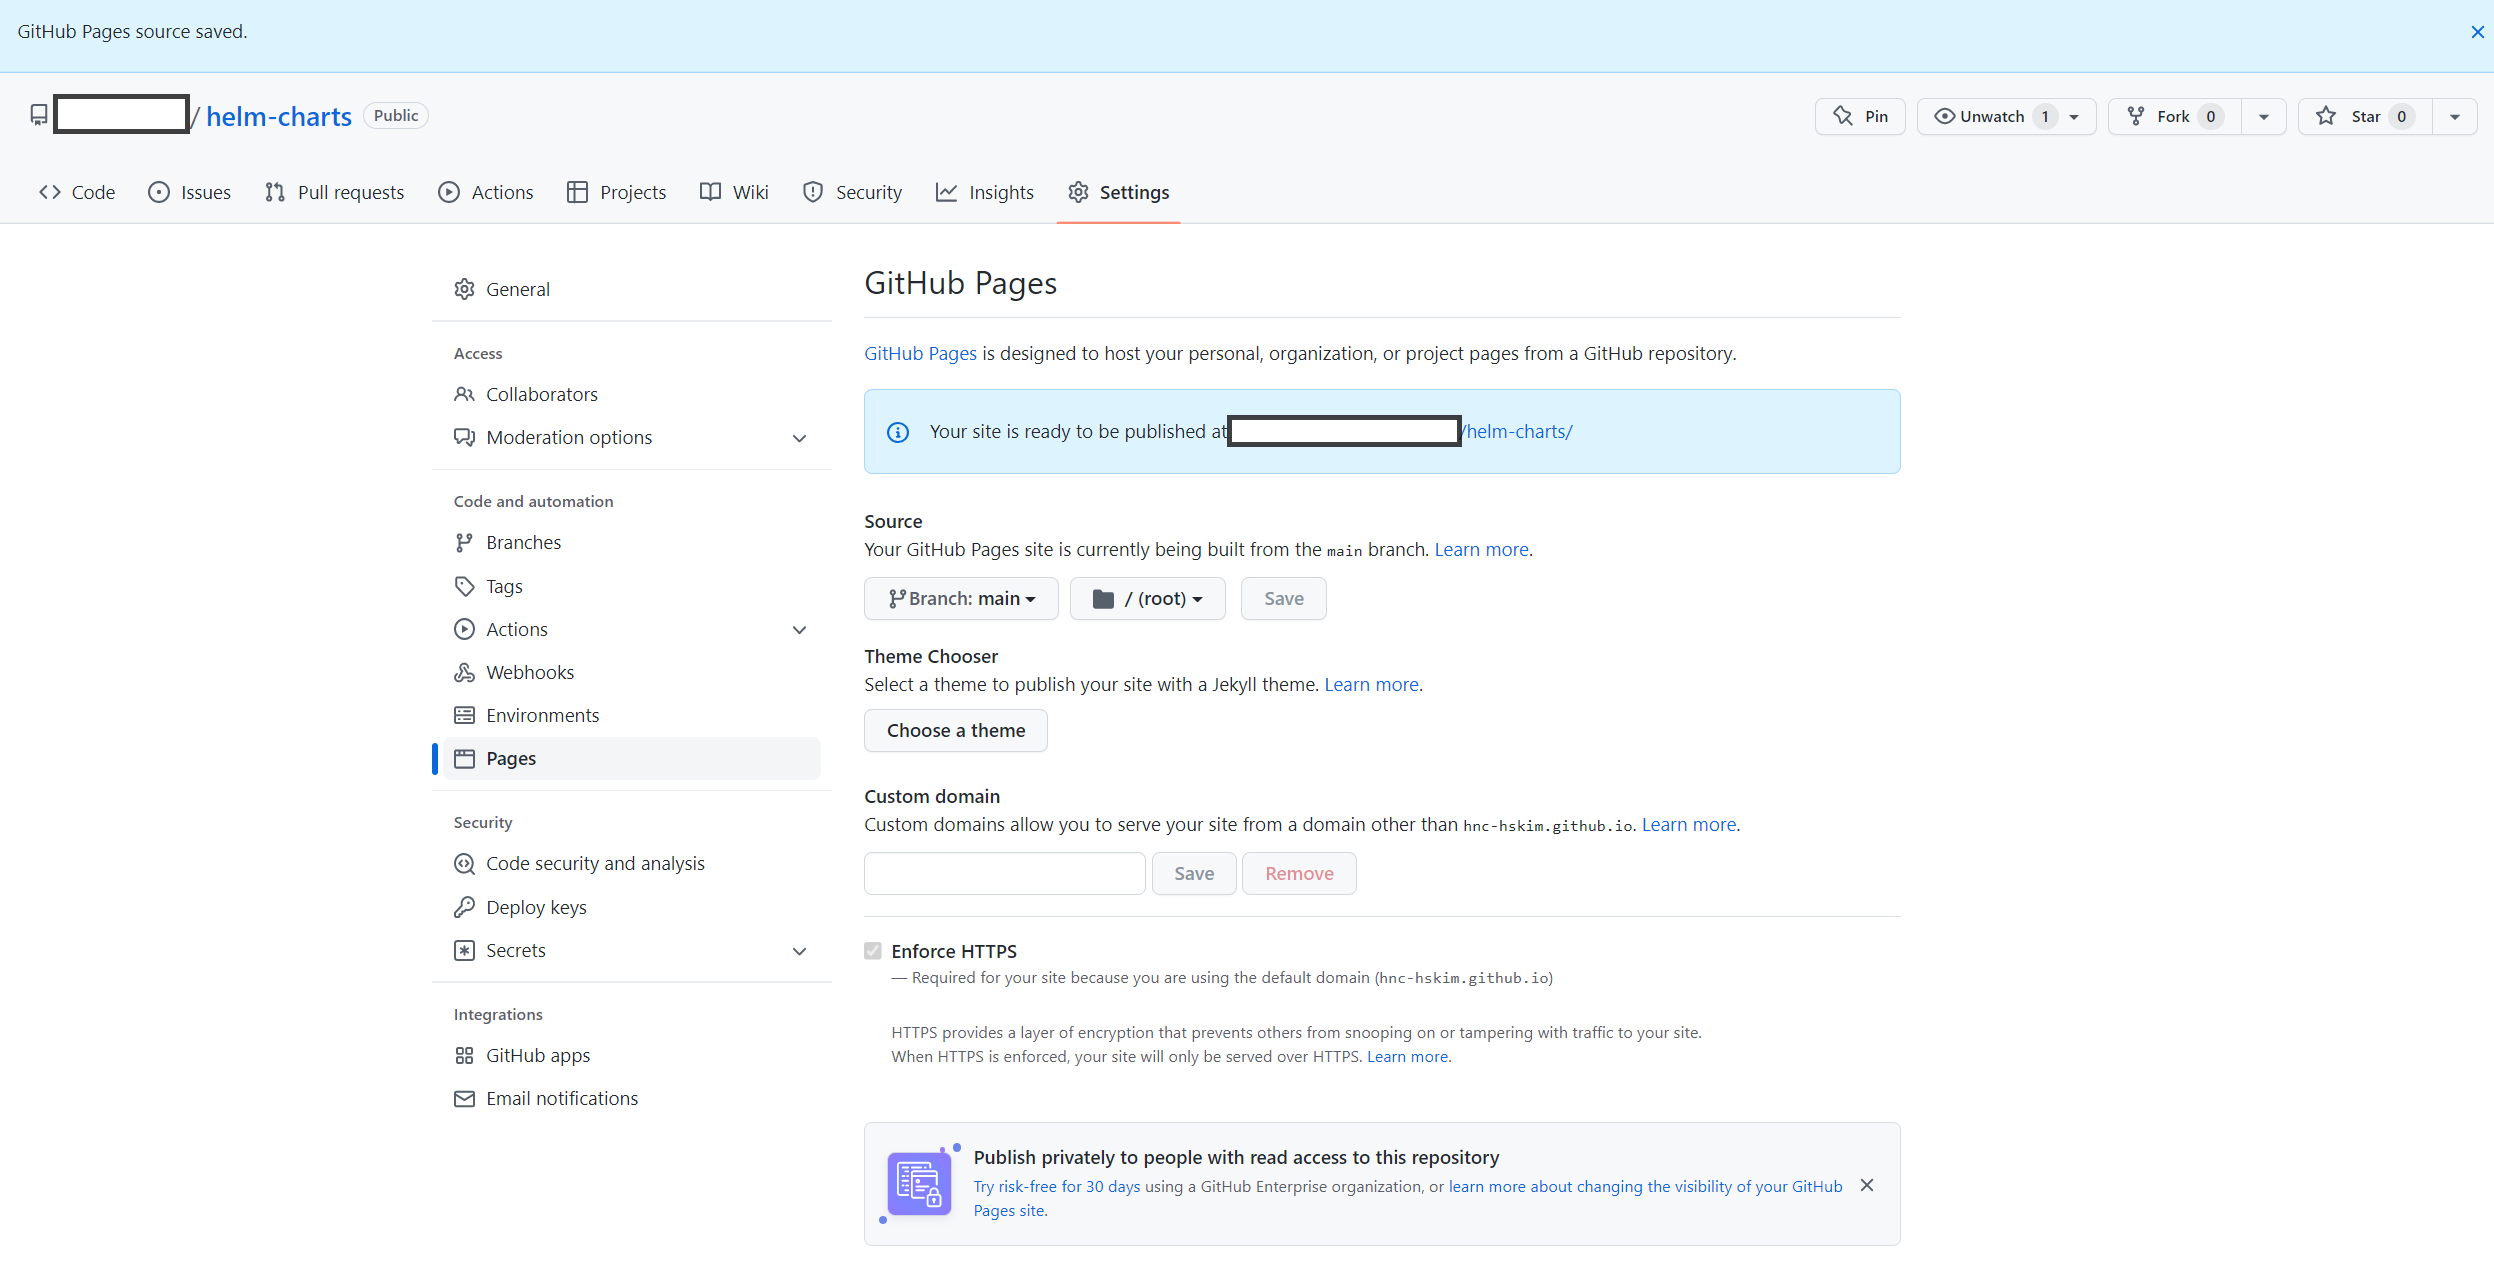 GitHub Pages source saved.
/ helm-charts Public
Pin
Unwatch 1
Fork 0
Star 0
Code
Issues
Pull requests
Actions
Projects
Wiki
Security
Insights
Settings
General
Access
Collaborators
Moderation options
Code and automation
Branches
Tags
Actions
Webhooks
Environments
Pages
Security
Code security and analysis
Deploy keys
Secrets
Integrations
GitHub apps
Email notifications
GitHub Pages
GitHub Pages is designed to host your personal, organization, or project pages from a GitHub repository.
Your site is ready to be published at /helm-charts/
Source
Your GitHub Pages site is currently being built from the main branch. Learn more.
Branch: main
/ (root)
Save
Theme Chooser
Select a theme to publish your site with a Jekyll theme. Learn more.
Choose a theme
Custom domain
Custom domains allow you to serve your site from a domain other than hnc-hskim.github.io. Learn more.
Save
Remove
Enforce HTTPS
— Required for your site because you are using the default domain (hnc-hskim.github.io)
HTTPS provides a layer of encryption that prevents others from snooping on or tampering with traffic to your site.
When HTTPS is enforced, your site will only be served over HTTPS. Learn more.
Publish privately to people with read access to this repository
Try risk-free for 30 days using a GitHub Enterprise organization, or learn more about changing the visibility of your GitHub
Pages site.